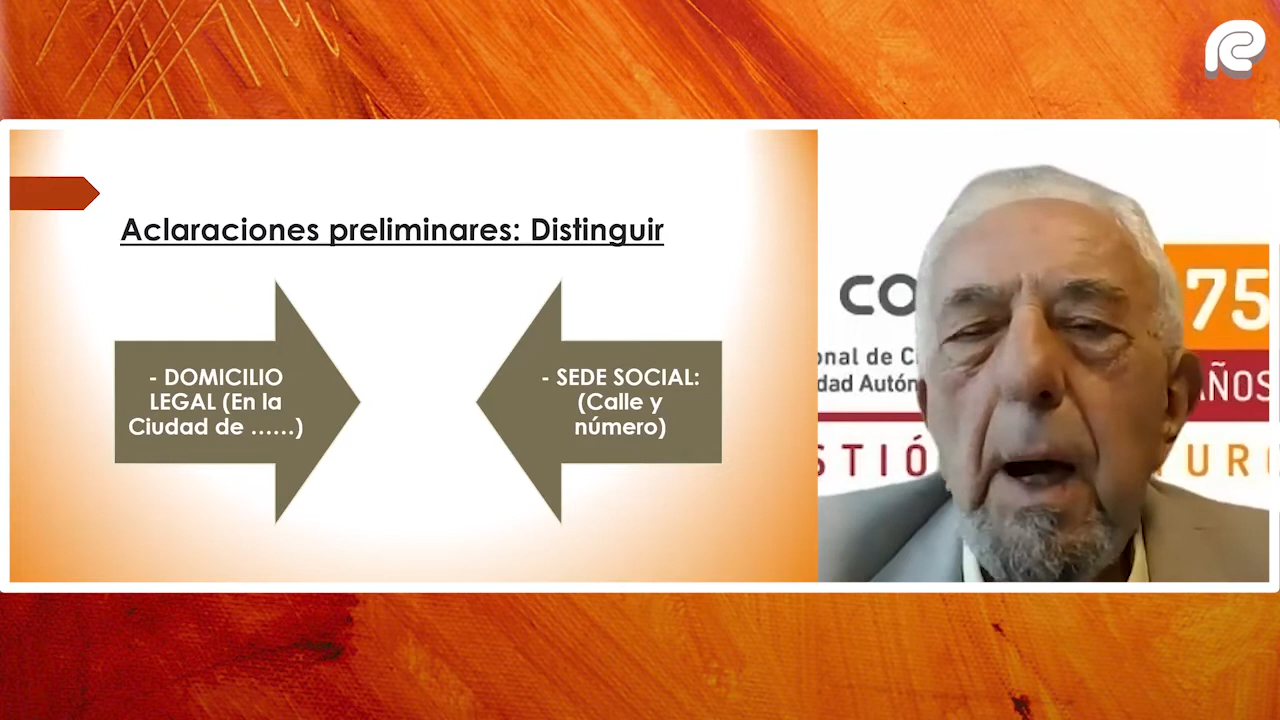 Aclaraciones preliminares: Distinguir
- DOMICILIO
LEGAL (En la
Ciudad de ......)
- SEDE SOCIAL:
(Calle y
número)
CO
75
onal de C
dad Autón
AÑOS
STIÓ
URO